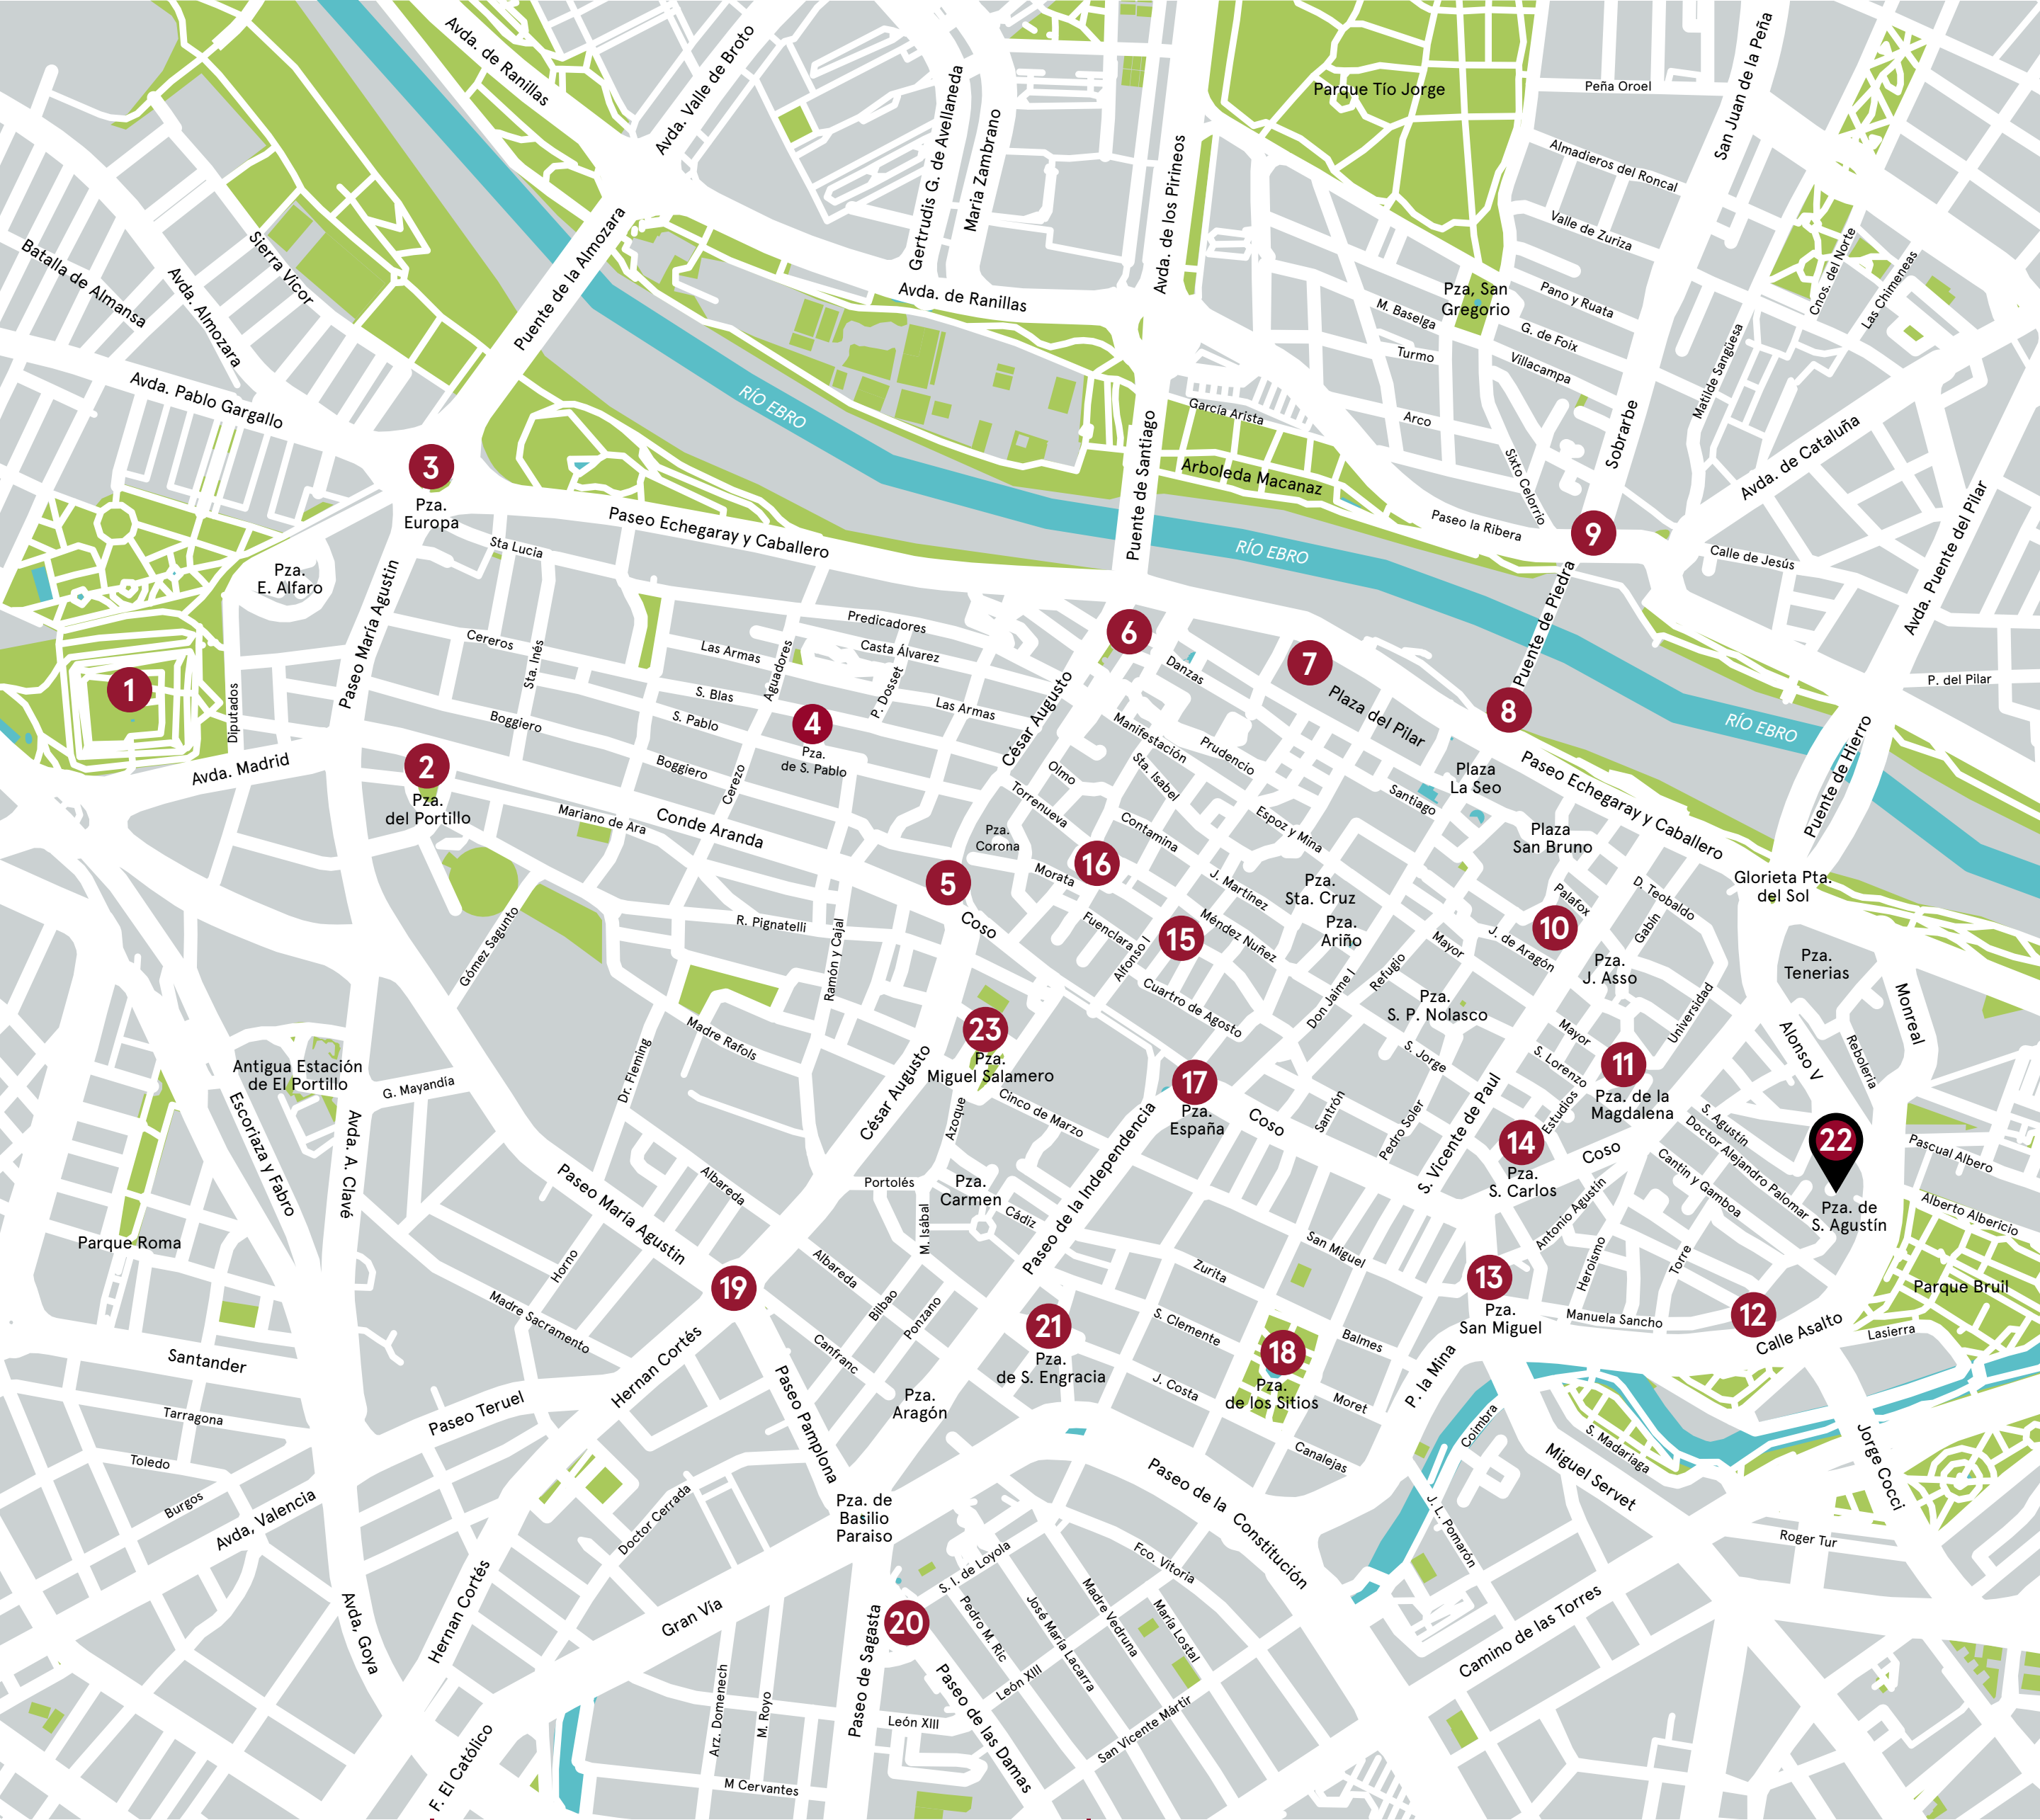 Avda. de Ranillas
Avda. Valle de Broto
Gertrudis G. de Avellaneda
Maria Zambrano
Avda. de los Pirineos
Parque Tío Jorge
Peña Oroel
San Juan de la Peña
Almadieros del Roncal
Valle de Zuriza
Batalla de Almansa
Avda. Almozara
Sierra Vicor
Puente de la Almozara
Avda. de Ranillas
Pza, San
Gregorio
Pano y Ruata
M. Baselga
G. de Foix
Turmo
Villacampa
Cnos. del Norte
Las Chimeneas
Matilde Sangüesa
Avda. Pablo Gargallo
RÍO EBRO
García Arista
Arco
Sobrarbe
Avda. de Cataluña
3
Pza.
Europa
Puente de Santiago
Arboleda Macanaz
Sixto Celorrio
Paseo la Ribera
9
Paseo Echegaray y Caballero
RÍO EBRO
Calle de Jesús
Avda. Puente del Pilar
Sta Lucia
Pza.
E. Alfaro
Paseo María Agustin
Puente de Piedra
Predicadores
Cereros
Sta. Inés
Las Armas
Casta Álvarez
Aguadores
P. Dosset
6
Danzas
7
Plaza del Pilar
8
P. del Pilar
1
Diputados
S. Blas
Las Armas
César Augusto
RÍO EBRO
Boggiero
S. Pablo
4
Pza.
de S. Pablo
Manifestación
Prudencio
Avda. Madrid
2
Pza.
del Portillo
Boggiero
Cerezo
Olmo
Sta. Isabel
Plaza
La Seo
Paseo Echegaray y Caballero
Puente de Hierro
Mariano de Ara
Conde Aranda
Torrenueva
Contamina
Santiago
Espoz y Mina
Plaza
San Bruno
Pza.
Corona
16
Morata
5
Coso
J. Martínez
Pza.
Sta. Cruz
Palafox
D. Teobaldo
Glorieta Pta.
del Sol
Gómez Sagunto
R. Pignatelli
Ramón y Cajal
Fuenclara
Alfonso I
15
Méndez Nuñez
Pza.
Ariño
Mayor
10
J. de Aragón
Gabín
Pza.
J. Asso
Pza.
Tenerias
Cuartro de Agosto
Don Jaime I
Refugio
Pza.
S. P. Nolasco
Universidad
Monreal
Madre Rafols
23
Pza.
Miguel Salamero
S. Jorge
Mayor
S. Lorenzo
11
Pza. de la
Magdalena
Alonso V
Reboleria
Antigua Estación
de El Portillo
G. Mayandía
Dr. Fleming
César Augusto
Azoque
Cinco de Marzo
17
Pza.
España
Coso
Santrón
Pedro Soler
S. Vicente de Paul
Estudios
14
Pza.
S. Carlos
Coso
S. Agustín
Doctor Alejandro Palomar
Cantin y Gamboa
22
Pza. de
S. Agustín
Pascual Albero
Alberto Albericio
Escoriaza y Fabro
Avda. A. Clavé
Paseo María Agustin
Albareda
Portolés
Pza.
Carmen
Cádiz
M. Isábal
Paseo de la Independencia
Parque Roma
Horno
San Miguel
Antonio Agustín
Heroismo
Torre
Parque Bruil
19
Albareda
Bilbao
Ponzano
Zurita
13
Pza.
San Miguel
Manuela Sancho
12
Calle Asalto
Lasierra
Madre Sacramento
Hernan Cortés
Canfranc
21
Pza.
de S. Engracia
S. Clemente
18
Pza.
de los Sitios
Balmes
P. la Mina
Santander
Tarragona
Paseo Teruel
Paseo Pamplona
Pza.
Aragón
J. Costa
Moret
Coimbra
S. Madariaga
Jorge Cocci
Toledo
Burgos
Avda, Valencia
Canalejas
Miguel Servet
Doctor Cerrada
Pza. de
Basilio
Paraiso
Paseo de la Constitución
J. L. Pomarón
Roger Tur
Avda, Goya
Hernan Cortés
Gran Vía
S. I. de Loyola
Fco. Vitoria
20
Paseo de Sagasta
Pedro M. Ric
José María Lacarra
Madre Vedruna
María Lostal
Camino de las Torres
León XIII
Arz. Domenech
M. Royo
León XIII
Paseo de las Damas
San Vicente Mártir
F. El Católico
M Cervantes